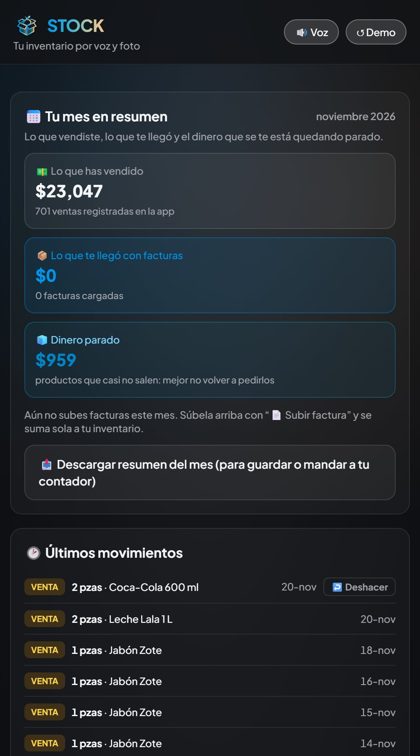 STOCK
Tu inventario por voz y foto
Voz
Demo
Tu mes en resumen
noviembre 2026
Lo que vendiste, lo que te llegó y el dinero que se te está quedando parado.
Lo que has vendido
$23,047
701 ventas registradas en la app
Lo que te llegó con facturas
$0
0 facturas cargadas
Dinero parado
$959
productos que casi no salen: mejor no volver a pedirlos
Aún no subes facturas este mes. Súbela arriba con “ Subir factura” y se
suma sola a tu inventario.
Descargar resumen del mes (para guardar o mandar a tu
contador)
Últimos movimientos
VENTA 2 pzas · Coca-Cola 600 ml 20-nov Deshacer
VENTA 2 pzas · Leche Lala 1 L 20-nov
VENTA 1 pzas · Jabón Zote 18-nov
VENTA 1 pzas · Jabón Zote 16-nov
VENTA 1 pzas · Jabón Zote 15-nov
VENTA 1 pzas · Jabón Zote 14-nov